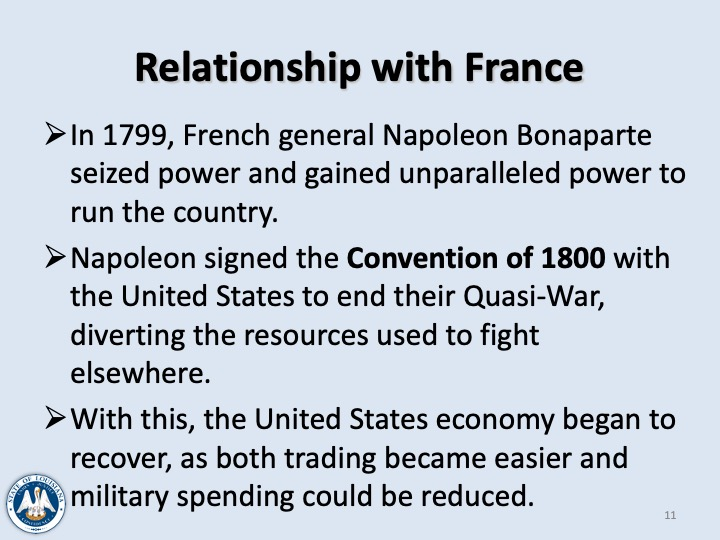 Relationship with France
➢In 1799, French general Napoleon Bonaparte
seized power and gained unparalleled power to
run the country.
➢Napoleon signed the Convention of 1800 with
the United States to end their Quasi-War,
diverting the resources used to fight
elsewhere.
➢With this, the United States economy began to
recover, as both trading became easier and
military spending could be reduced.
STATE OF LOUISIANA
11